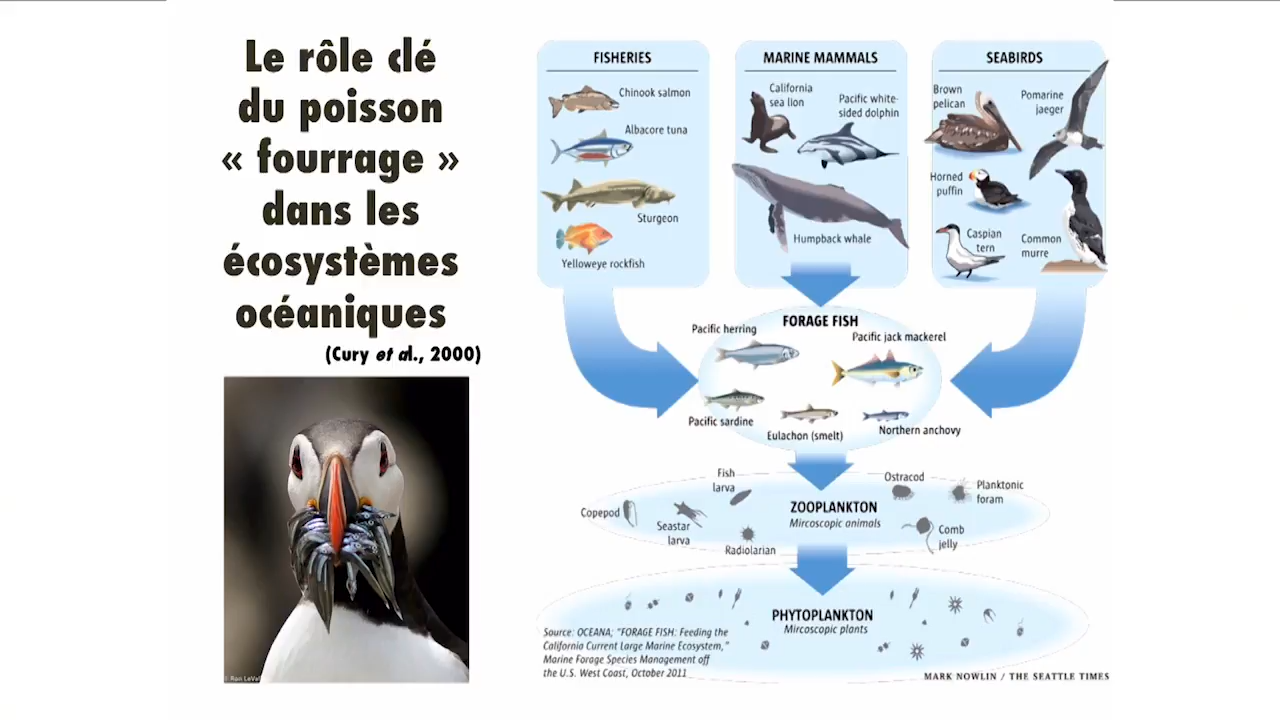 Le rôle clé
du poisson
« fourrage »
dans les
écosystèmes
océaniques
(Cury et al., 2000)
© Ron LeVal
FISHERIES
Chinook salmon
Albacore tuna
Sturgeon
Yelloweye rockfish
MARINE MAMMALS
California
sea lion
Pacific white-
sided dolphin
Humpback whale
SEABIRDS
Brown
pelican
Pomarine
jaeger
Horned
puffin
Caspian
tern
Common
murre
FORAGE FISH
Pacific herring
Pacific jack mackerel
Pacific sardine
Eulachon (smelt)
Northern anchovy
Fish
larva
Ostracod
Planktonic
foram
Copepod
Seastar
larva
Radiolarian
ZOOPLANKTON
Mircoscopic animals
Comb
jelly
PHYTOPLANKTON
Mircoscopic plants
Source: OCEANA; "FORAGE FISH: Feeding the
California Current Large Marine Ecosystem,"
Marine Forage Species Management off
the U.S. West Coast, October 2011
MARK NOWLIN / THE SEATTLE TIMES